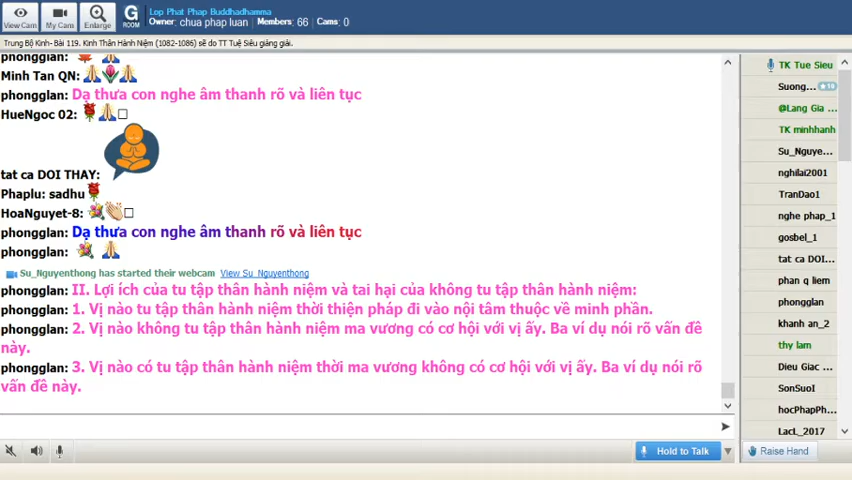 Lop Phat Phap Buddhadhamma
G Owner: chua phap luan Members: 66 Cams: 0
View Cam My Cam Enlarge ROOM
Trung Bộ Kinh- Bài 119. Kinh Thân Hành Niệm (1082-1086) sẽ do TT Tuệ Siêu giảng giải.
phongglan:
Minh Tan QN:
phongglan: Dạ thưa con nghe âm thanh rõ và liên tục
HueNgoc 02:
tat ca DOI THAY:
Phaplu: sadhu
HoaNguyet-8:
phongglan: Dạ thưa con nghe âm thanh rõ và liên tục
phongglan:
Su_Nguyenthong has started their webcam View Su_Nguyenthong
phongglan: II. Lợi ích của tu tập thân hành niệm và tai hại của không tu tập thân hành niệm:
phongglan: 1. Vị nào tu tập thân hành niệm thời thiện pháp đi vào nội tâm thuộc về minh phần.
phongglan: 2. Vị nào không tu tập thân hành niệm ma vương có cơ hội với vị ấy. Ba ví dụ nói rõ vấn đề
này.
phongglan: 3. Vị nào có tu tập thân hành niệm thời ma vương không có cơ hội với vị ấy. Ba ví dụ nói rõ
vấn đề này.
TK Tue Sieu
Suong... 10
@Lang Gia ...
TK minhhanh
Su_Nguye...
nghilai2001
TranDao1
nghe phap_1
gosbel_1
tat ca DOI...
phan q liem
phongglan
khanh an_2
thy lam
Dieu Giac ...
SonSuoI
hocPhapPh...
LacL_2017
Hold to Talk
Raise Hand